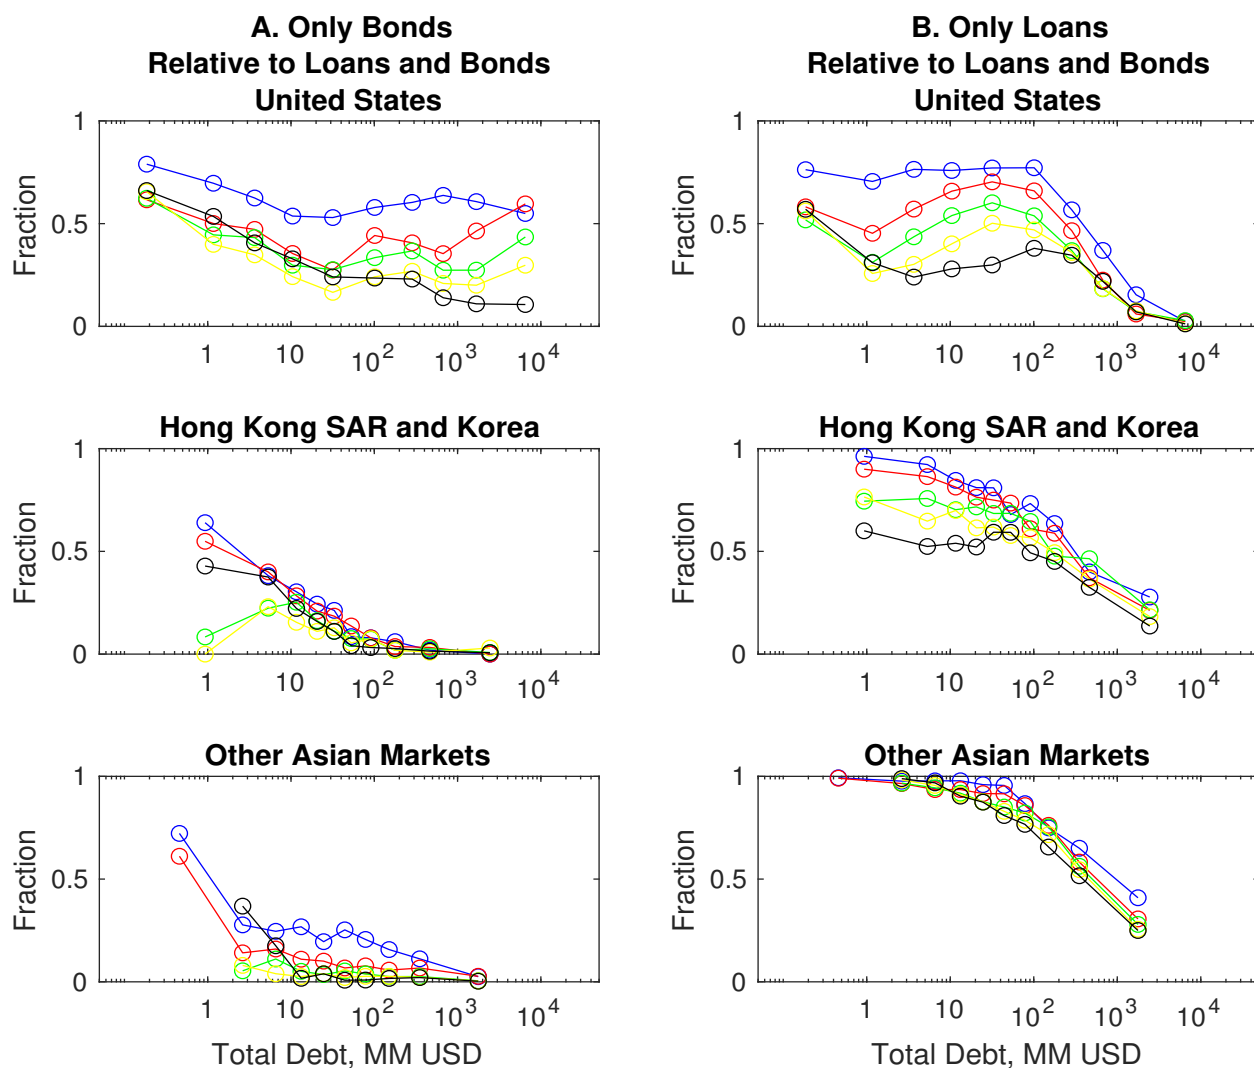 A. Only Bonds
Relative to Loans and Bonds
United States
1
0.5
0
Fraction
1 10 10^2 10^3 10^4
B. Only Loans
Relative to Loans and Bonds
United States
1
0.5
0
Fraction
1 10 10^2 10^3 10^4
Hong Kong SAR and Korea
1
0.5
0
Fraction
1 10 10^2 10^3 10^4
Hong Kong SAR and Korea
1
0.5
0
Fraction
1 10 10^2 10^3 10^4
Other Asian Markets
1
0.5
0
Fraction
1 10 10^2 10^3 10^4
Total Debt, MM USD
Other Asian Markets
1
0.5
0
Fraction
1 10 10^2 10^3 10^4
Total Debt, MM USD